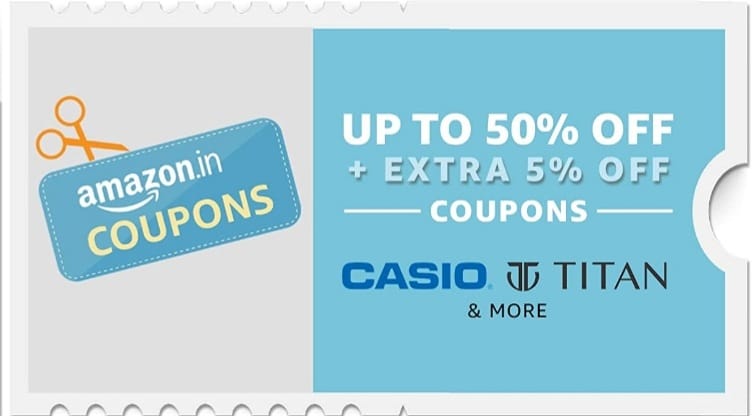 amazon.in
COUPONS
UP TO 50% OFF
+ EXTRA 5% OFF
COUPONS
CASIO. TITAN
& MORE